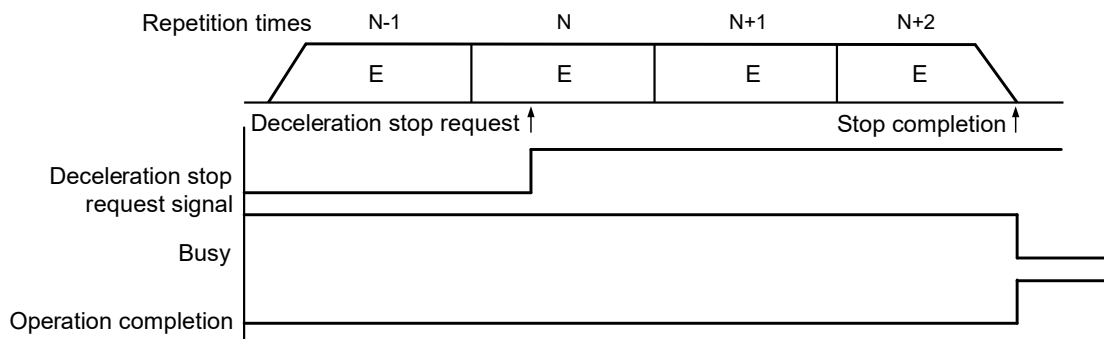 Repetition times N-1 N N+1 N+2
E E E E
Deceleration stop request Stop completion
Deceleration stop
request signal
Busy
Operation completion